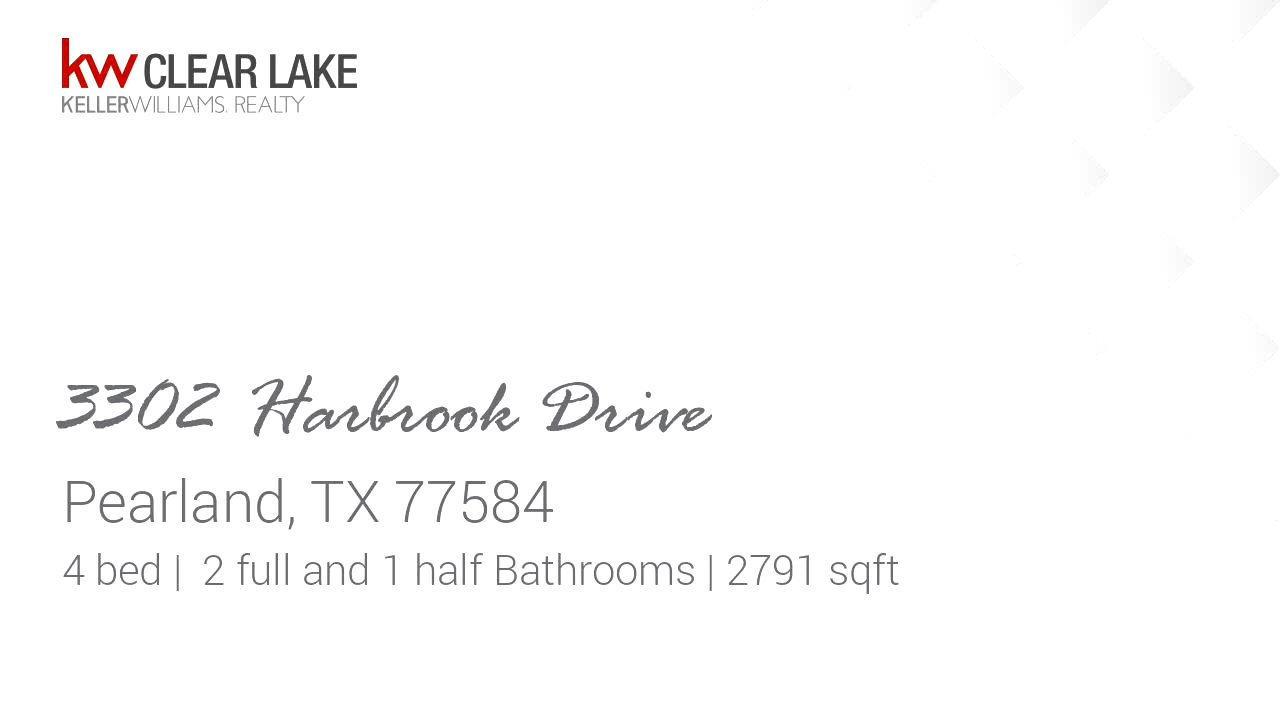 kw CLEAR LAKE
KELLERWILLIAMS. REALTY
3302 Harbrook Drive
Pearland, TX 77584
4 bed | 2 full and 1 half Bathrooms | 2791 sqft